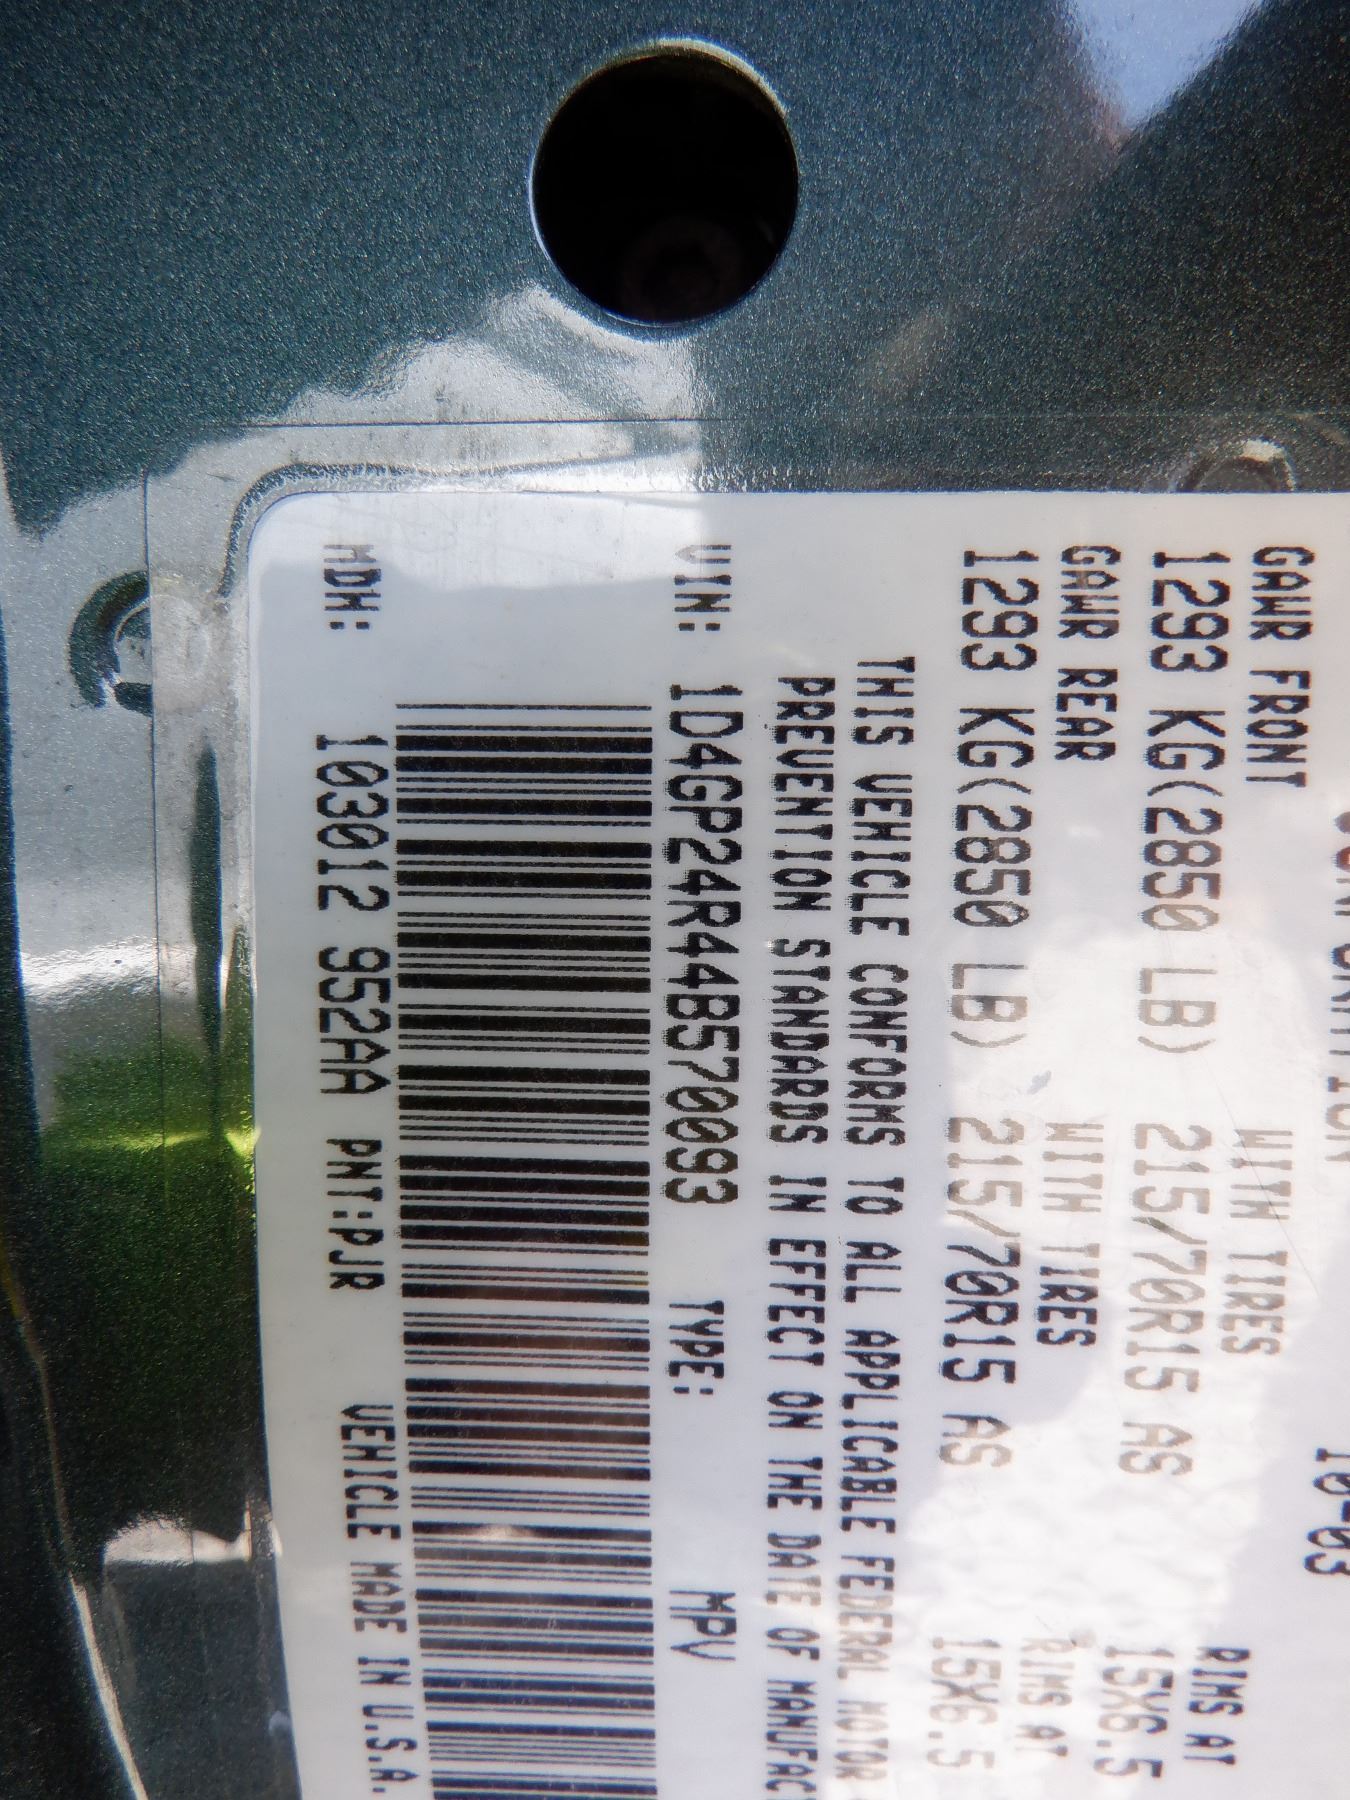 10-03
GAWR FRONT WITH TIRES RIMS AT
1293 KG(2850 LB) 215/70R15 AS 15X6.5
GAWR REAR WITH TIRES RIMS AT
1293 KG(2850 LB) 215/70R15 AS 15X6.5
THIS VEHICLE CONFORMS TO ALL APPLICABLE FEDERAL MOTOR
PREVENTION STANDARDS IN EFFECT ON THE DATE OF MANUFAC
VIN: 1D4GP24R44B570093 TYPE: MPV
MDH: 103012 952AA PNT:PJR VEHICLE MADE IN U.S.A.